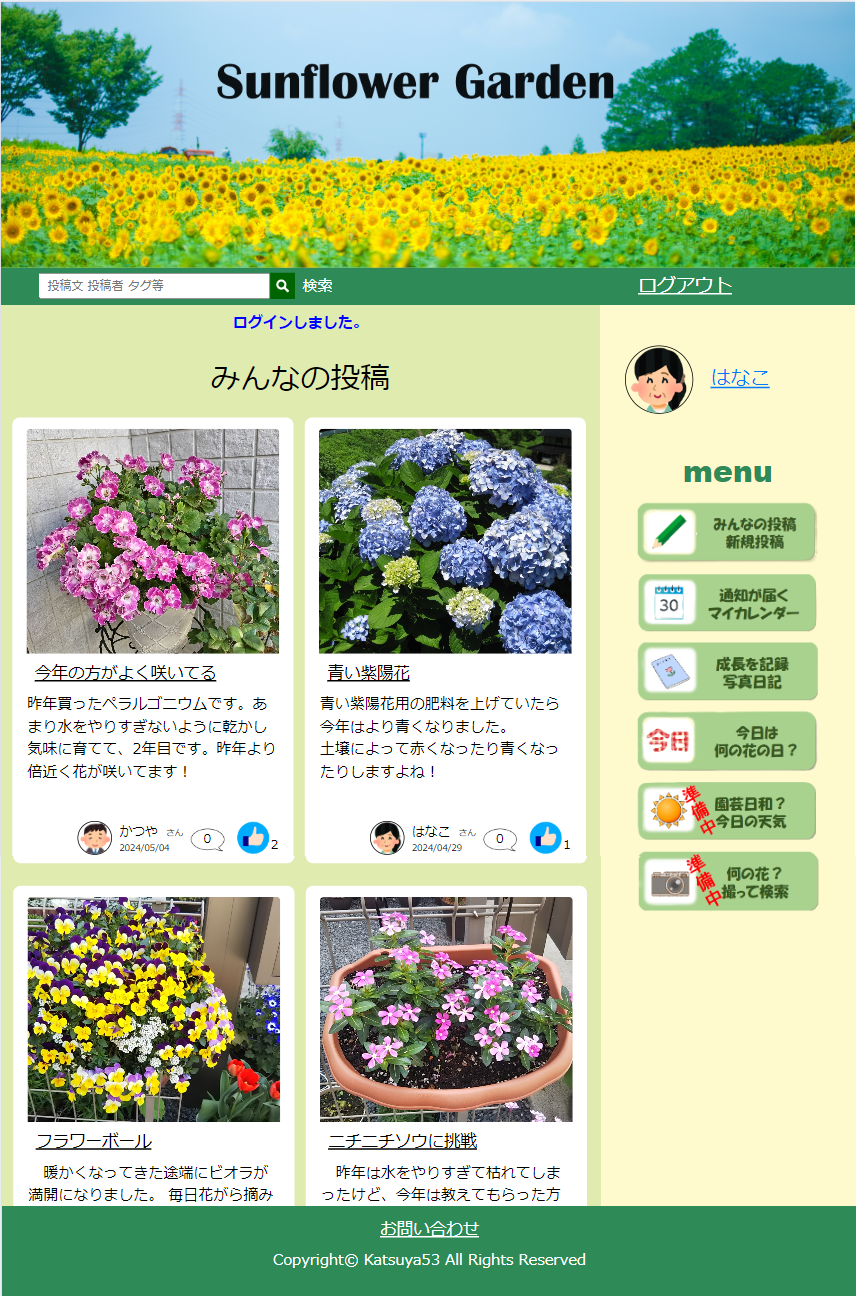 Sunflower Garden
投稿文 投稿者 タグ等
検索
ログアウト
ログインしました。
みんなの投稿
今年の方がよく咲いてる
昨年買ったペラルゴニウムです。あ
まり水をやりすぎないように乾かし
気味に育てて、2年目です。昨年より
倍近く花が咲いてます！
かつや さん
2024/05/04
0
2
青い紫陽花
青い紫陽花用の肥料を上げていたら
今年はより青くなりました。
土壌によって赤くなったり青くなっ
たりしますよね！
はなこ さん
2024/04/29
0
1
フラワーボール
暖かくなってきた途端にビオラが
満開になりました。 毎日花がら摘み
ニチニチソウに挑戦
昨年は水をやりすぎて枯れてしま
ったけど、今年は教えてもらった方
はなこ
menu
みんなの投稿
新規投稿
30
通知が届く
マイカレンダー
成長を記録
写真日記
今日
今日は
何の花の日？
準備中
園芸日和？
今日の天気
準備中
何の花？
撮って検索
お問い合わせ
Copyright© Katsuya53 All Rights Reserved